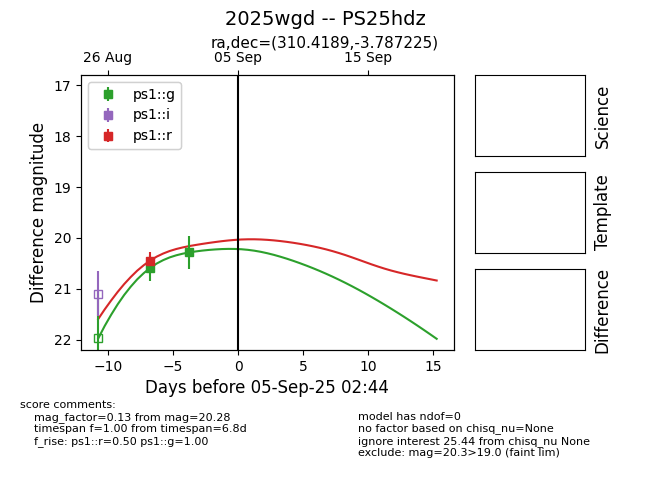 2025wgd -- PS25hdz
ra,dec=(310.4189,-3.787225)
26 Aug
05 Sep
15 Sep
17
18
19
20
21
22
Difference magnitude
ps1::g
ps1::i
ps1::r
−10
−5
0
5
10
15
Days before 05-Sep-25 02:44
Science
Template
Difference
score comments:
mag_factor=0.13 from mag=20.28
timespan f=1.00 from timespan=6.8d
f_rise: ps1::r=0.50 ps1::g=1.00
model has ndof=0
no factor based on chisq_nu=None
ignore interest 25.44 from chisq_nu None
exclude: mag=20.3>19.0 (faint lim)